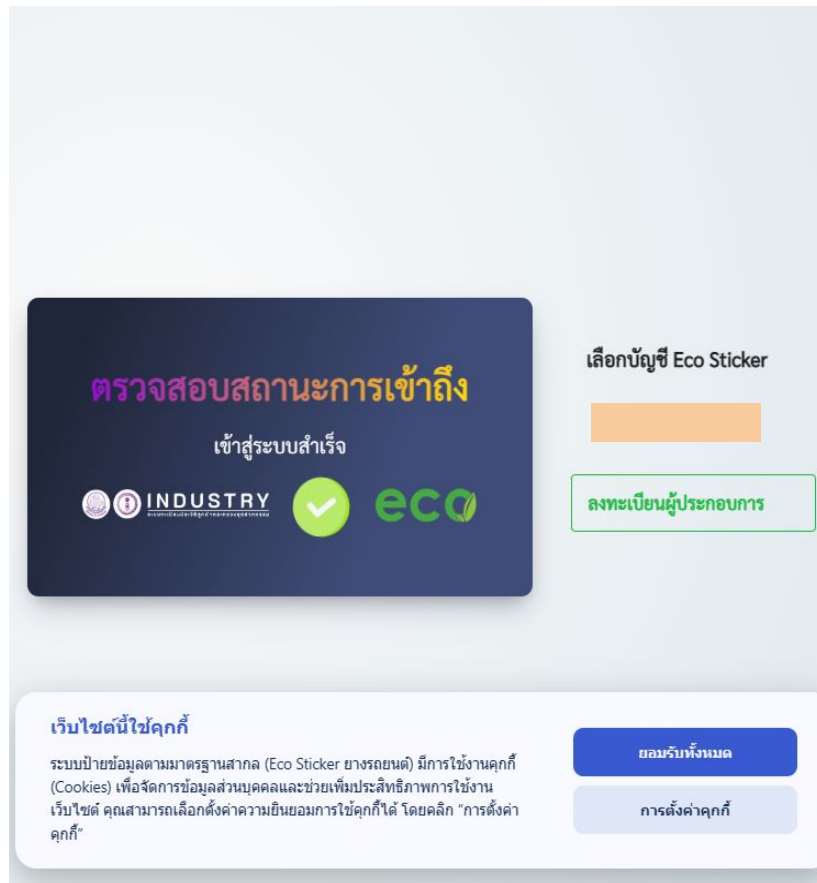 ตรวจสอบสถานะการเข้าถึง
เข้าสู่ระบบสำเร็จ
INDUSTRY
eco
เลือกบัญชี Eco Sticker
ลงทะเบียนผู้ประกอบการ
เว็บไซต์นี้ใช้คุกกี้
ระบบป้ายข้อมูลตามมาตรฐานสากล (Eco Sticker ยางรถยนต์) มีการใช้งานคุกกี้
(Cookies) เพื่อจัดการข้อมูลส่วนบุคคลและช่วยเพิ่มประสิทธิภาพการใช้งาน
เว็บไซต์ คุณสามารถเลือกตั้งค่าความยินยอมการใช้คุกกี้ได้ โดยคลิก “การตั้งค่า
คุกกี้”
ยอมรับทั้งหมด
การตั้งค่าคุกกี้